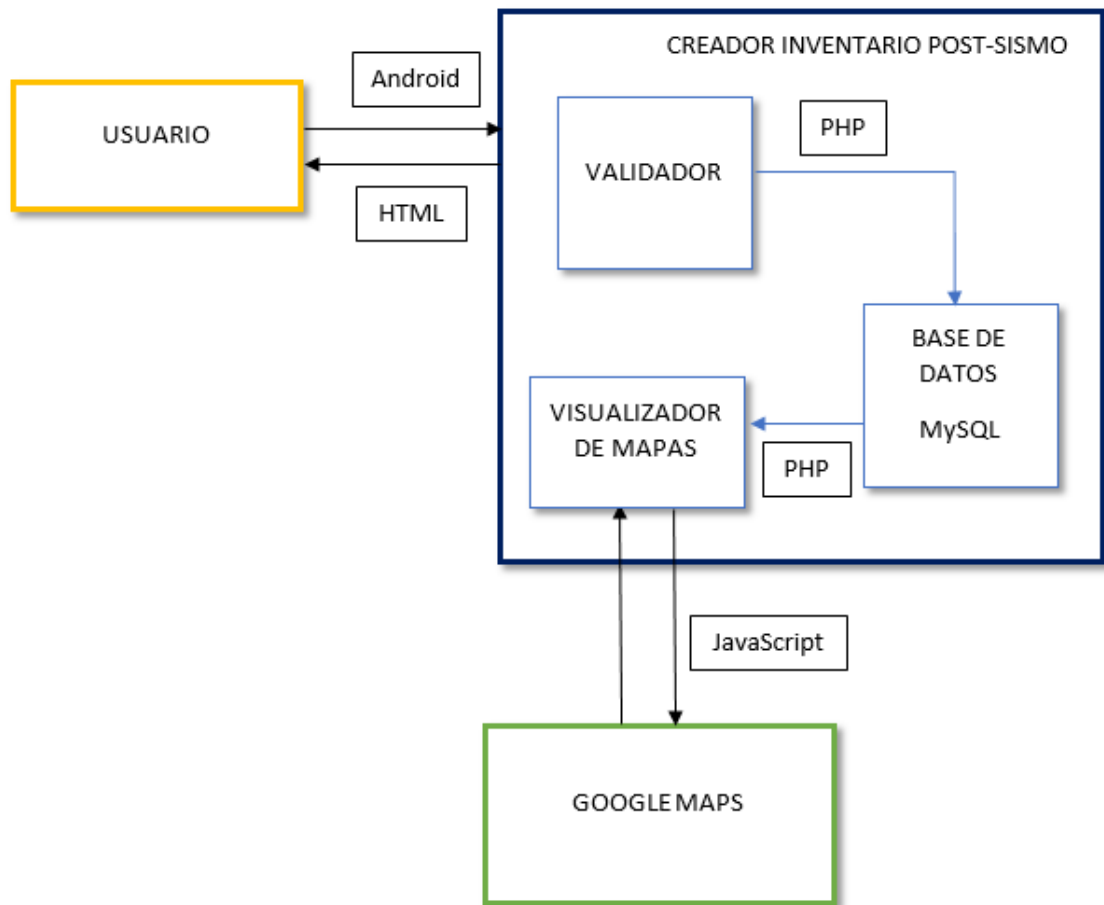 CREADOR INVENTARIO POST-SISMO
Android
USUARIO
HTML
PHP
VALIDADOR
BASE DE
DATOS
MySQL
VISUALIZADOR
DE MAPAS
PHP
JavaScript
GOOGLE MAPS